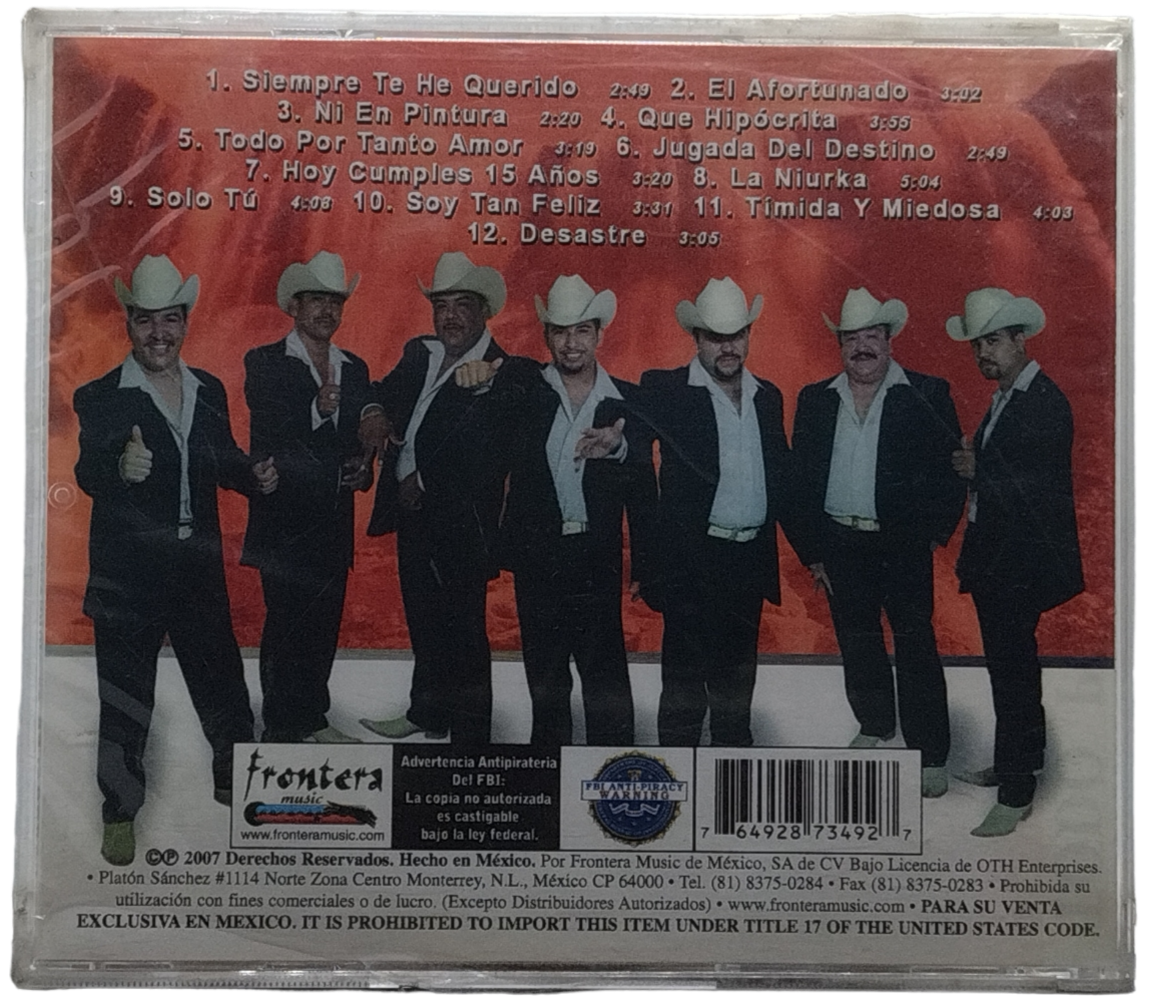 1. Siempre Te He Querido 2:49 2. El Afortunado 3:02
3. Ni En Pintura 2:20 4. Que Hipócrita 3:55
5. Todo Por Tanto Amor 3:19 6. Jugada Del Destino 2:49
7. Hoy Cumples 15 Años 3:20 8. La Niurka 5:04
9. Solo Tú 4:08 10. Soy Tan Feliz 3:31 11. Tímida Y Miedosa 4:03
12. Desastre 3:05
frontera
music
www.fronteramusic.com
Advertencia Antipirateria
Del FBI:
La copia no autorizada
es castigable
bajo la ley federal.
FBI ANTI-PIRACY
WARNING
7 64928 73492 7
©℗ 2007 Derechos Reservados. Hecho en México. Por Frontera Music de México, SA de CV Bajo Licencia de OTH Enterprises.
• Platón Sánchez #1114 Norte Zona Centro Monterrey, N.L., México CP 64000 • Tel. (81) 8375-0284 • Fax (81) 8375-0283 • Prohibida su
utilización con fines comerciales o de lucro. (Excepto Distribuidores Autorizados) • www.fronteramusic.com • PARA SU VENTA
EXCLUSIVA EN MEXICO. IT IS PROHIBITED TO IMPORT THIS ITEM UNDER TITLE 17 OF THE UNITED STATES CODE.